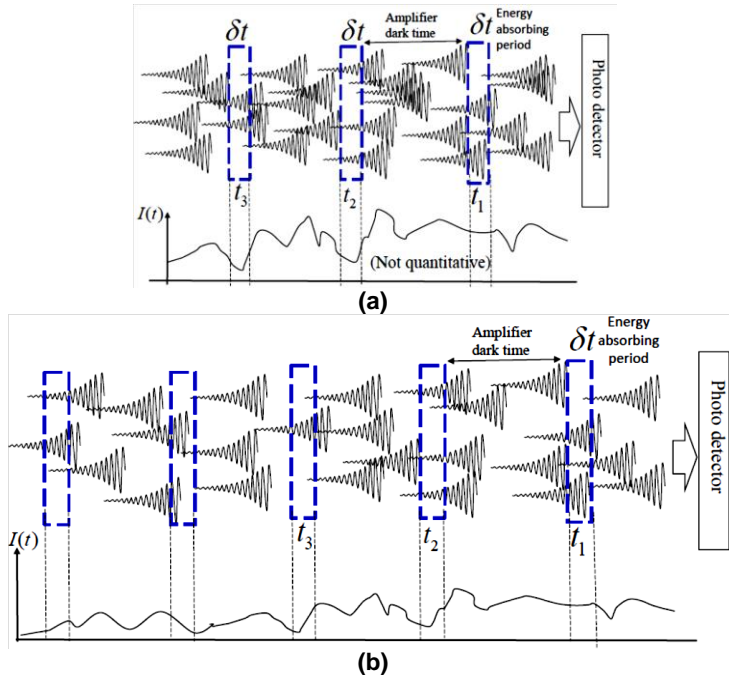 δt
δt
Amplifier
dark time
δt
Energy
absorbing
period
Photo detector
t3
t2
t1
I(t)
(Not quantitative)
(a)
Amplifier
dark time
δt
Energy
absorbing
period
Photo detector
t3
t2
t1
I(t)
(b)